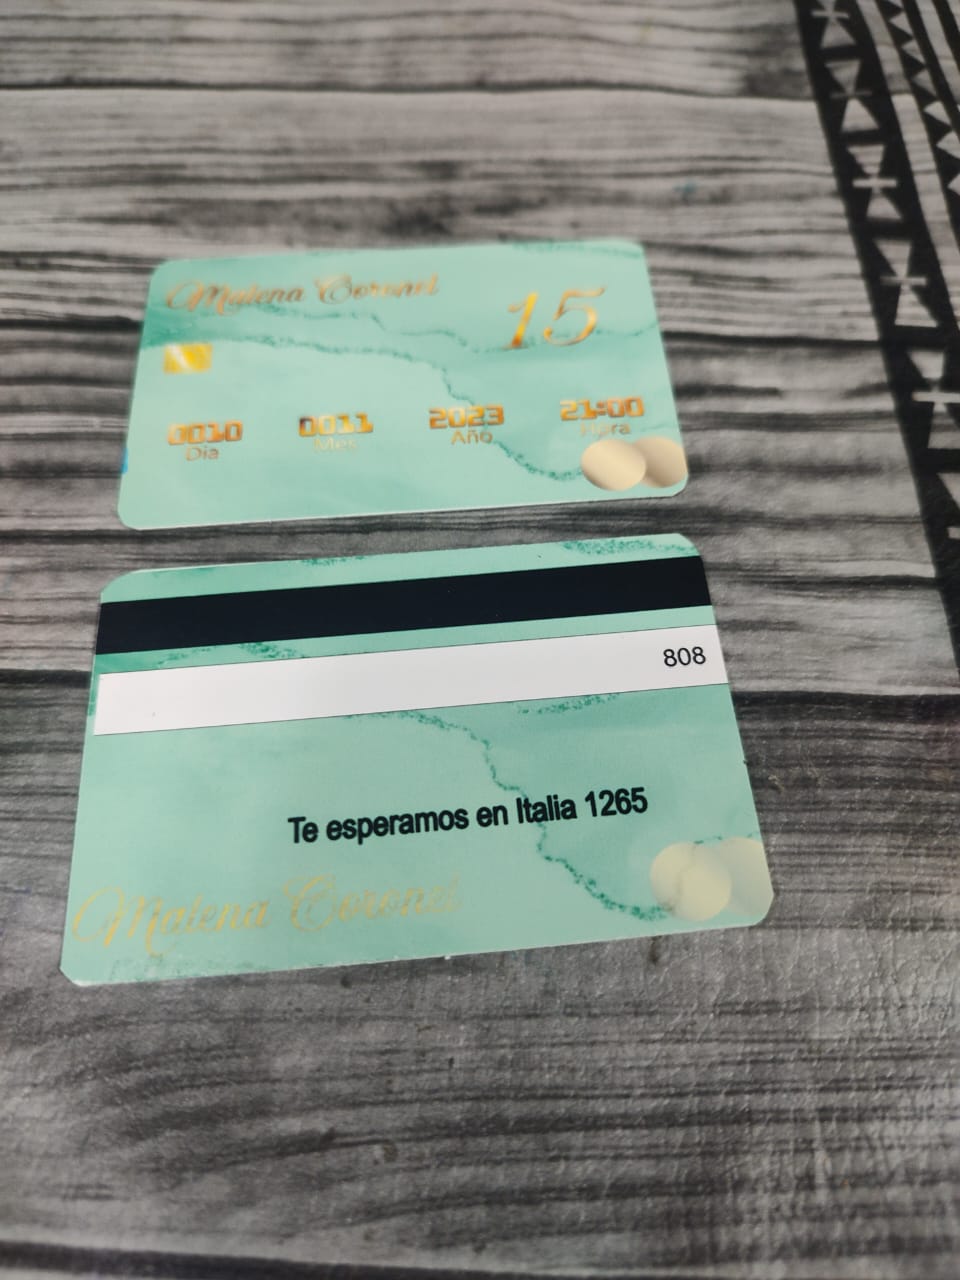 Malena Coronel
15
0010 0011 2023 21:00
Día Mes Año Hora
808
Te esperamos en Italia 1265
Malena Coronel